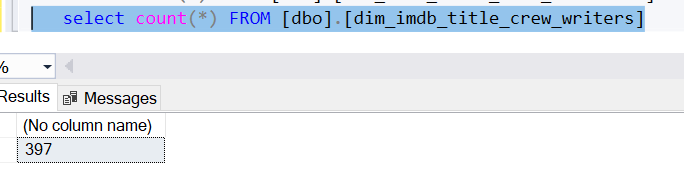 select count(*) FROM [dbo].[dim_imdb_title_crew_writers]
%
Results Messages
(No column name)
397